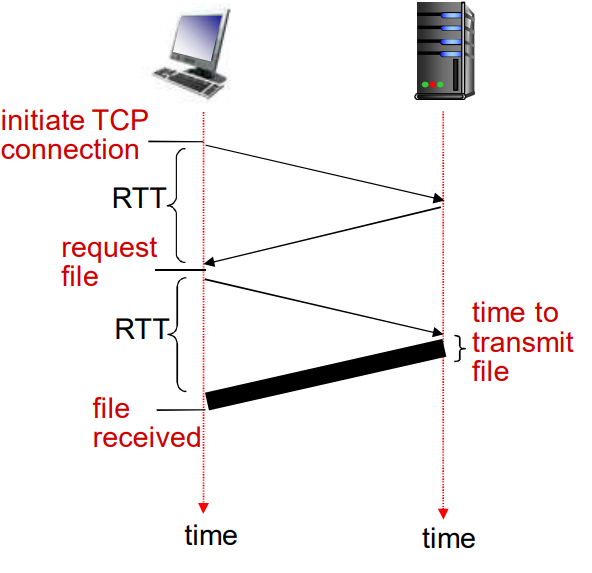 initiate TCP
connection
RTT
request
file
RTT
time to
transmit
file
file
received
time
time